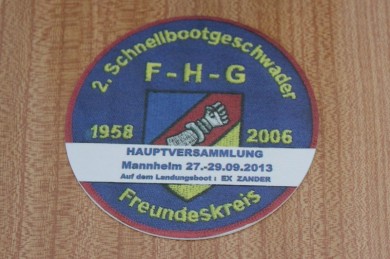 2. Schnellbootgeschwader
F-H-G
1958 2006
HAUPTVERSAMMLUNG
Mannheim 27.-29.09.2013
Auf dem Landungsboot : EX ZANDER
Freundeskreis